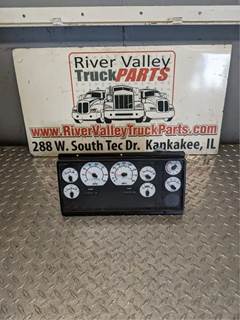 River Valley
TruckPARTS
www.RiverValleyTruckParts.com
288 W. South Tec Dr. Kankakee, IL